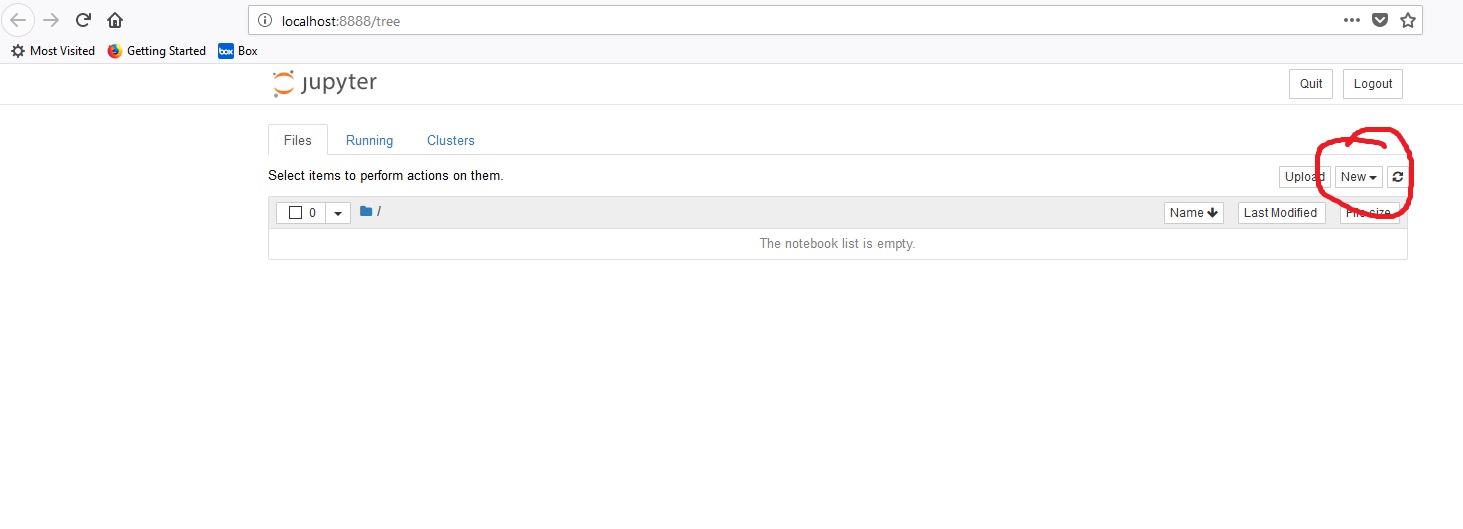 localhost:8888/tree
Most Visited Getting Started box Box
jupyter Quit Logout
Files Running Clusters
Select items to perform actions on them. Upload New
0 / Name Last Modified File size
The notebook list is empty.